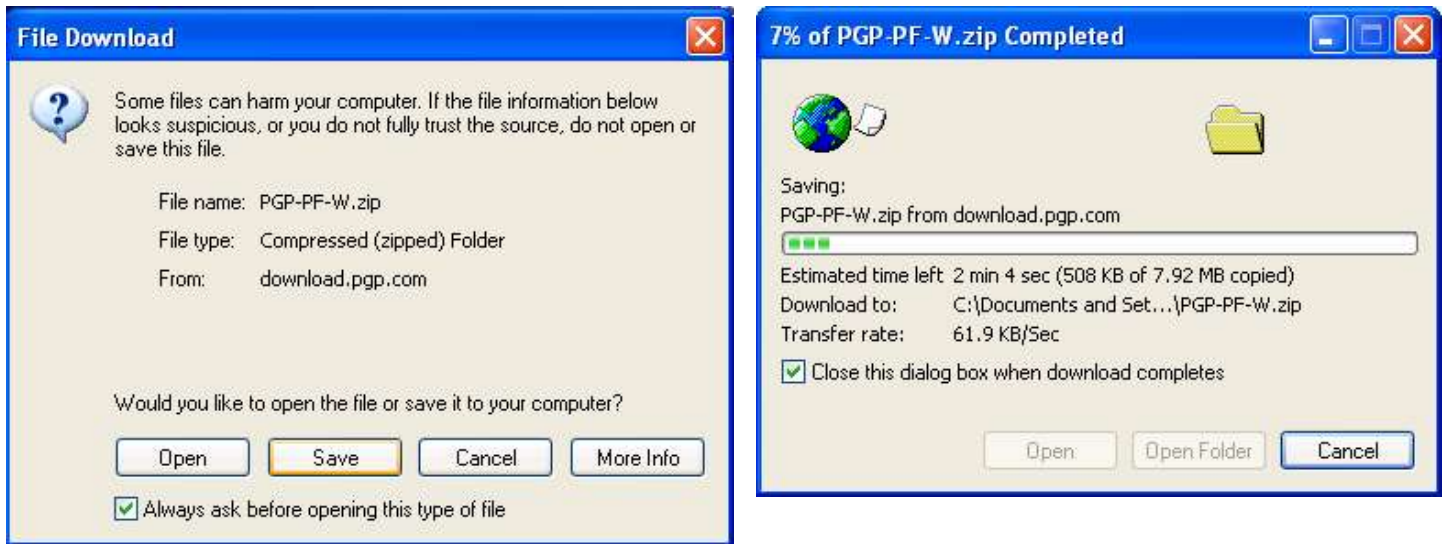 File Download
Some files can harm your computer. If the file information below
looks suspicious, or you do not fully trust the source, do not open or
save this file.
File name: PGP-PF-W.zip
File type: Compressed (zipped) Folder
From: download.pgp.com
Would you like to open the file or save it to your computer?
Open Save Cancel More Info
Always ask before opening this type of file
7% of PGP-PF-W.zip Completed
Saving:
PGP-PF-W.zip from download.pgp.com
Estimated time left 2 min 4 sec (508 KB of 7.92 MB copied)
Download to: C:\Documents and Set...\PGP-PF-W.zip
Transfer rate: 61.9 KB/Sec
Close this dialog box when download completes
Open Open Folder Cancel